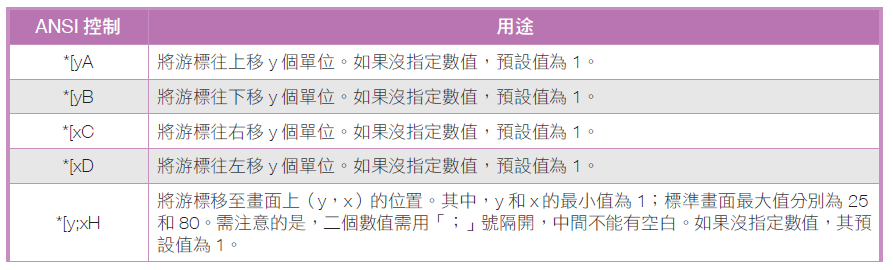 ANSI 控制 用途
*[yA 將游標往上移 y 個單位。如果沒指定數值，預設值為 1。
*[yB 將游標往下移 y 個單位。如果沒指定數值，預設值為 1。
*[xC 將游標往右移 y 個單位。如果沒指定數值，預設值為 1。
*[xD 將游標往左移 y 個單位。如果沒指定數值，預設值為 1。
*[y;xH 將游標移至畫面上（y，x）的位置。其中，y 和 x 的最小值為 1；標準畫面最大值分別為 25
和 80。需注意的是，二個數值需用「；」號隔開，中間不能有空白。如果沒指定數值，其預
設值為 1。